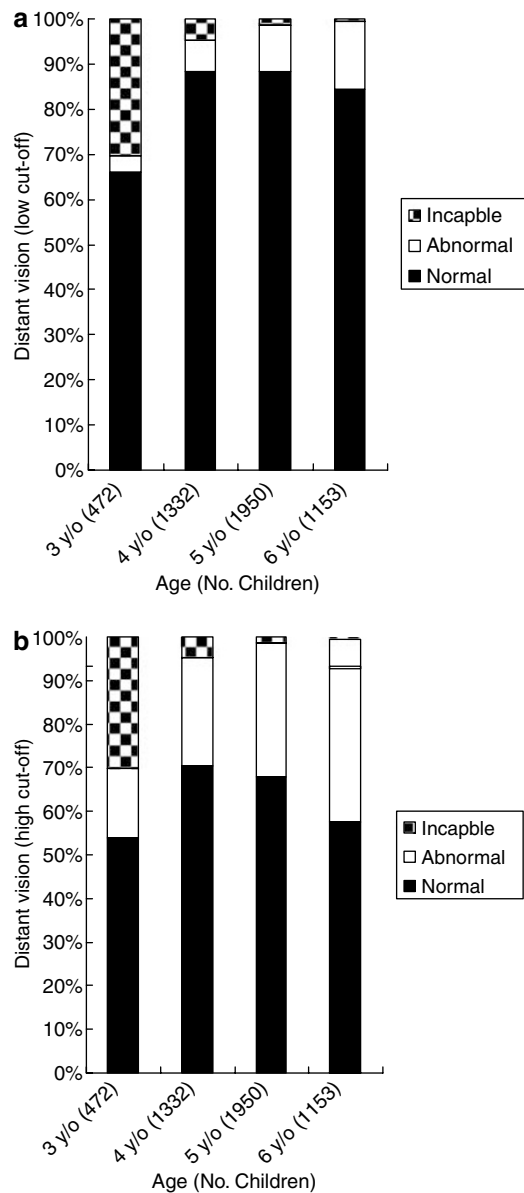 a
100%
90%
80%
70%
60%
50%
40%
30%
20%
10%
0%
Distant vision (low cut-off)
3 y/o (472)
4 y/o (1332)
5 y/o (1950)
6 y/o (1153)
Age (No. Children)
Incapble
Abnormal
Normal
b
100%
90%
80%
70%
60%
50%
40%
30%
20%
10%
0%
Distant vision (high cut-off)
3 y/o (472)
4 y/o (1332)
5 y/o (1950)
6 y/o (1153)
Age (No. Children)
Incapble
Abnormal
Normal